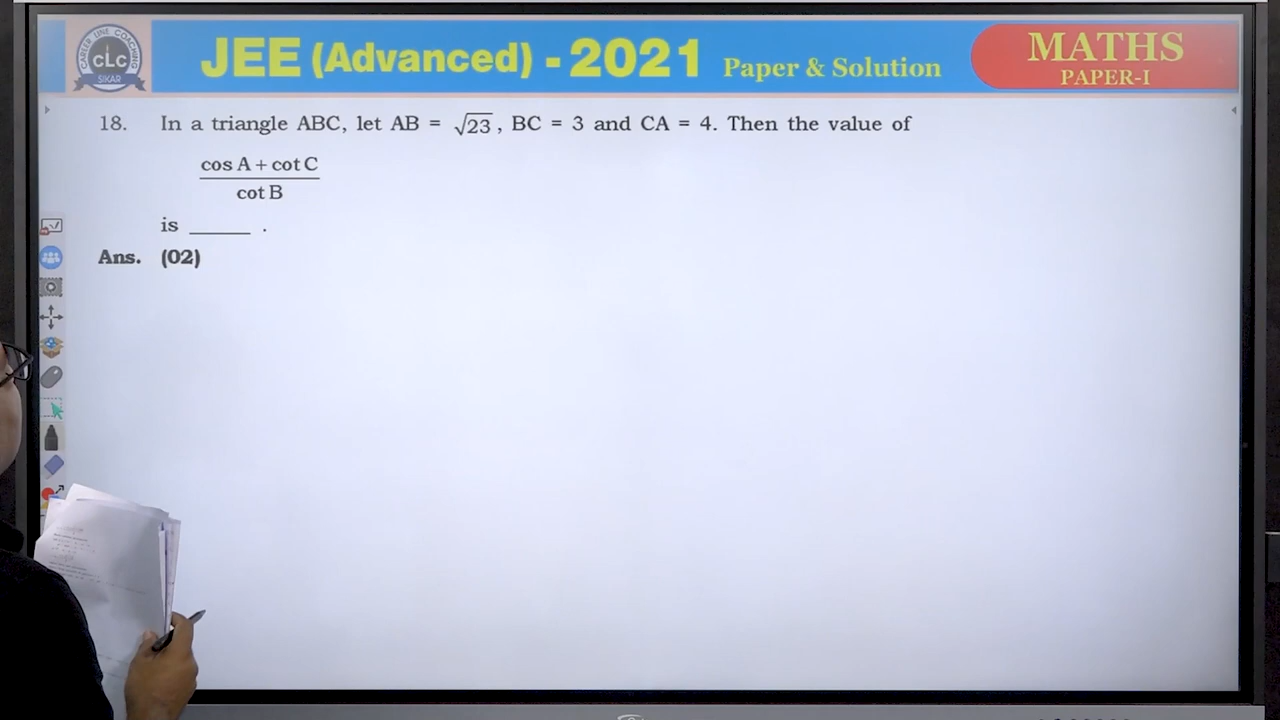 CAREER LINE COACHING
CLC
SIKAR
JEE (Advanced) - 2021 Paper & Solution
MATHS
PAPER-I
18. In a triangle ABC, let AB = √23, BC = 3 and CA = 4. Then the value of
cos A + cot C
cot B
is ______ .
Ans. (02)